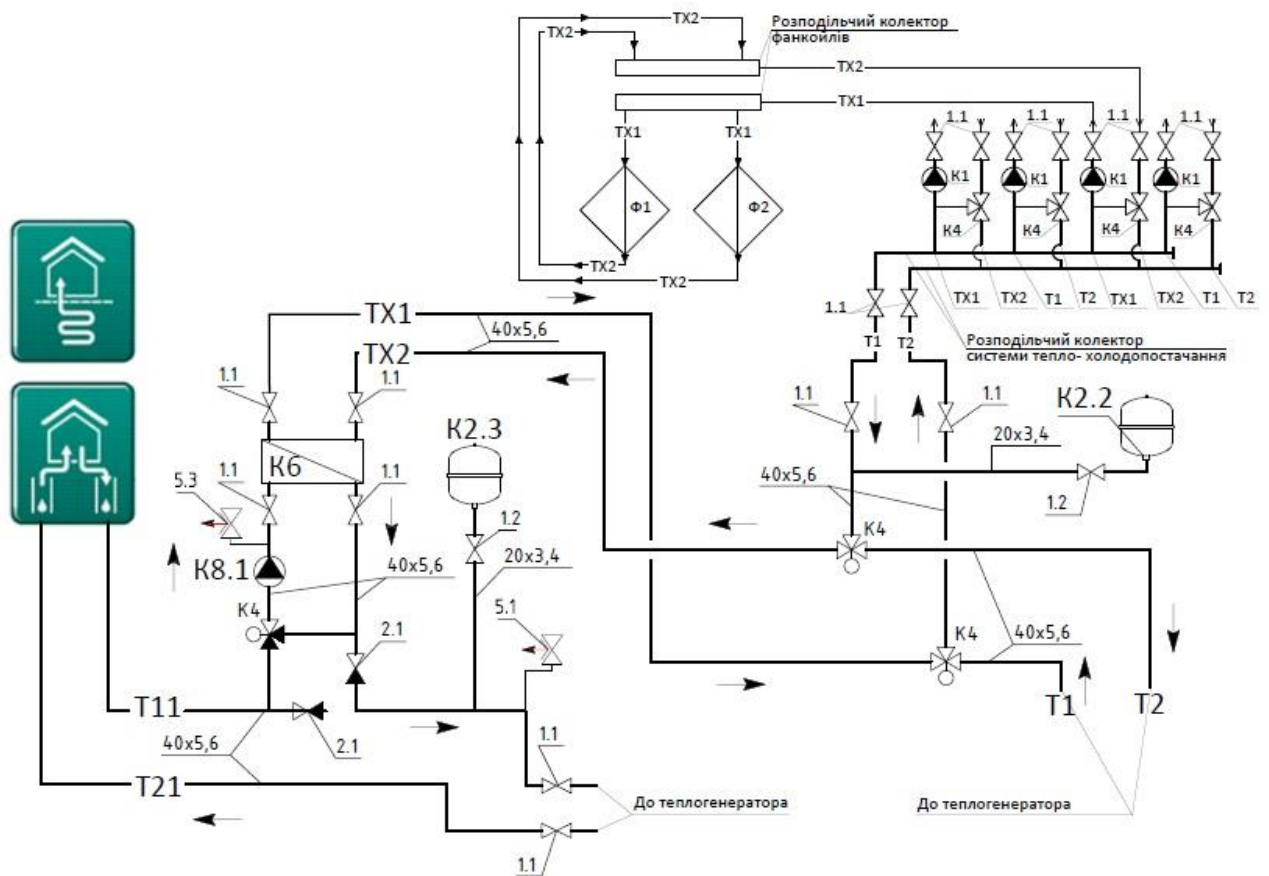 ТХ2
ТХ2
Розподільчий колектор
фанкойлів
ТХ2
ТХ1
ТХ1
ТХ1
1.1
1.1
1.1
1.1
К1
К1
К1
К1
Ф1
Ф2
К4
К4
К4
К4
ТХ2
ТХ2
ТХ1
ТХ2
Т1
Т2
ТХ1
ТХ2
Т1
Т2
1.1
ТХ1
40х5,6
Т1
Т2
Розподільчий колектор
системи тепло- холодопостачання
ТХ2
1.1
1.1
1.1
1.1
К2.2
К2.3
20х3,4
К6
1.1
1.1
5.3
40х5,6
1.2
1.2
К4
К8.1
40х5,6
20х3,4
К4
5.1
2.1
К4
40х5,6
Т11
Т1
Т2
40х5,6
2.1
1.1
Т21
До теплогенератора
До теплогенератора
1.1